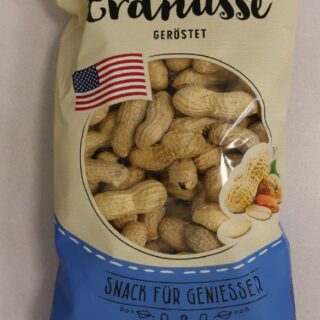 Erdnüsse
GERÖSTET
SNACK FÜR GENIESSER